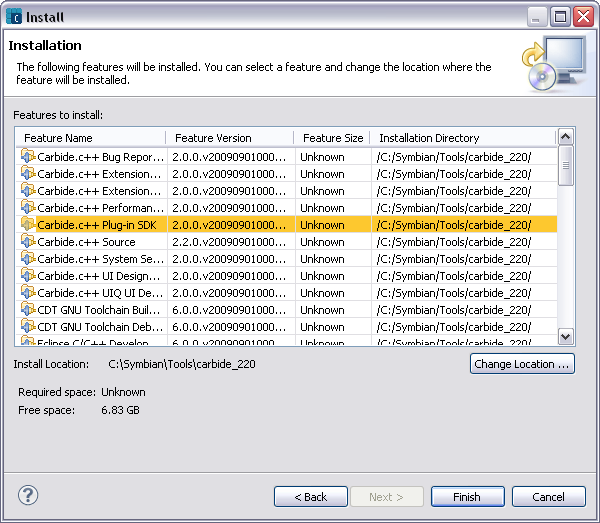 Install
Installation
The following features will be installed. You can select a feature and change the location where the
feature will be installed.
Features to install:
Feature Name Feature Version Feature Size Installation Directory
Carbide.c++ Bug Repor... 2.0.0.v20090901000... Unknown /C:/Symbian/Tools/carbide_220/
Carbide.c++ Extension... 2.0.0.v20090901000... Unknown /C:/Symbian/Tools/carbide_220/
Carbide.c++ Extension... 2.0.0.v20090901000... Unknown /C:/Symbian/Tools/carbide_220/
Carbide.c++ Performa... 2.0.0.v20090901000... Unknown /C:/Symbian/Tools/carbide_220/
Carbide.c++ Plug-in SDK 2.0.0.v20090901000... Unknown /C:/Symbian/Tools/carbide_220/
Carbide.c++ Source 2.2.0.v20090901000... Unknown /C:/Symbian/Tools/carbide_220/
Carbide.c++ System Se... 2.0.0.v20090901000... Unknown /C:/Symbian/Tools/carbide_220/
Carbide.c++ UI Design... 2.0.0.v20090901000... Unknown /C:/Symbian/Tools/carbide_220/
Carbide.c++ UIQ UI De... 2.0.0.v20090901000... Unknown /C:/Symbian/Tools/carbide_220/
CDT GNU Toolchain Buil... 6.0.0.v20090901000... Unknown /C:/Symbian/Tools/carbide_220/
CDT GNU Toolchain Deb... 6.0.0.v20090901000... Unknown /C:/Symbian/Tools/carbide_220/
Eclipse C/C++ Develop... 6.0.0.v20090901000... Unknown /C:/Symbian/Tools/carbide_220/
Install Location: C:\Symbian\Tools\carbide_220
Change Location ...
Required space: Unknown
Free space: 6.83 GB
< Back Next > Finish Cancel